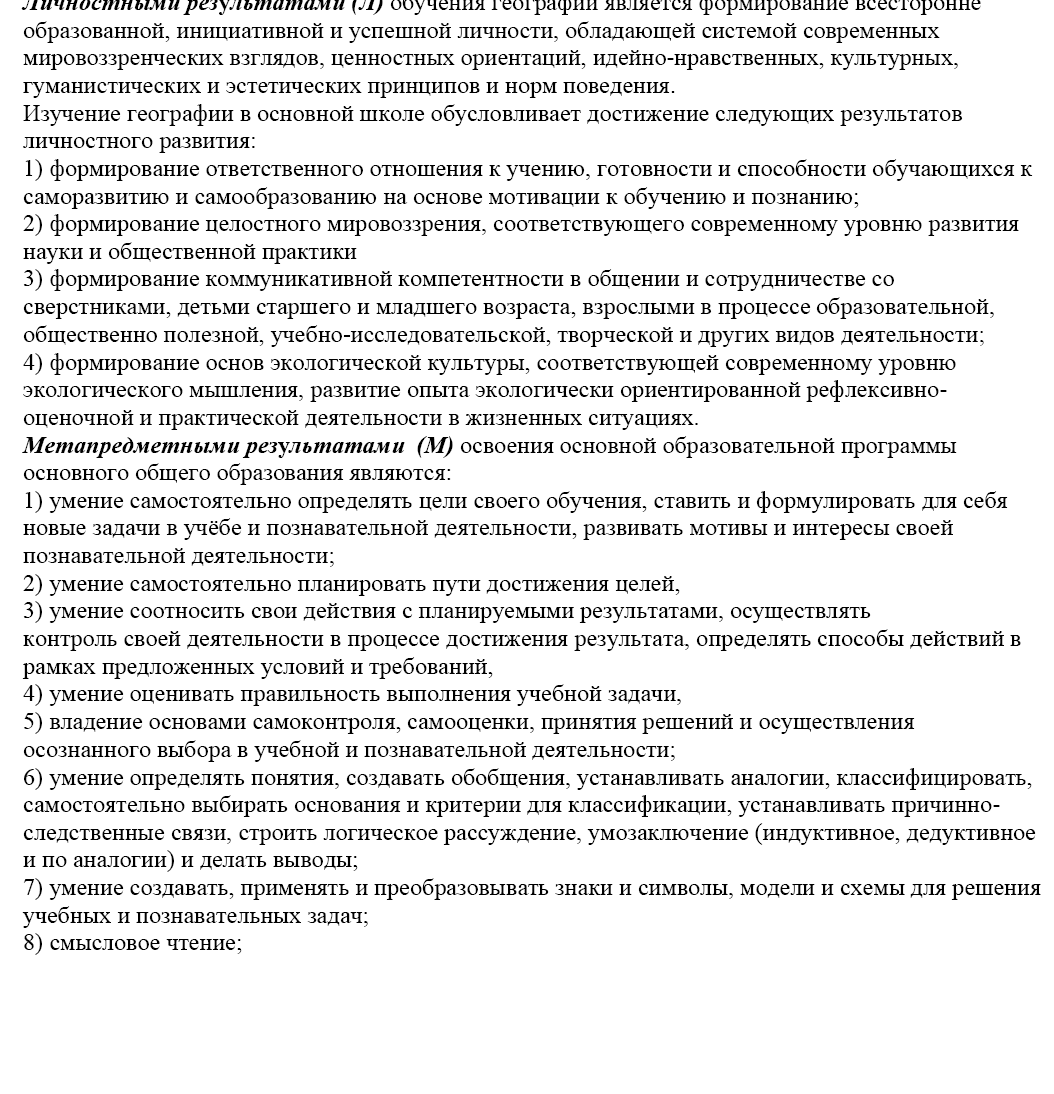 Личностными результатами (Л) обучения географии является формирование всесторонне
образованной, инициативной и успешной личности, обладающей системой современных
мировоззренческих взглядов, ценностных ориентаций, идейно-нравственных, культурных,
гуманистических и эстетических принципов и норм поведения.
Изучение географии в основной школе обусловливает достижение следующих результатов
личностного развития:
1) формирование ответственного отношения к учению, готовности и способности обучающихся к
саморазвитию и самообразованию на основе мотивации к обучению и познанию;
2) формирование целостного мировоззрения, соответствующего современному уровню развития
науки и общественной практики
3) формирование коммуникативной компетентности в общении и сотрудничестве со
сверстниками, детьми старшего и младшего возраста, взрослыми в процессе образовательной,
общественно полезной, учебно-исследовательской, творческой и других видов деятельности;
4) формирование основ экологической культуры, соответствующей современному уровню
экологического мышления, развитие опыта экологически ориентированной рефлексивно-
оценочной и практической деятельности в жизненных ситуациях.
Метапредметными результатами (М) освоения основной образовательной программы
основного общего образования являются:
1) умение самостоятельно определять цели своего обучения, ставить и формулировать для себя
новые задачи в учёбе и познавательной деятельности, развивать мотивы и интересы своей
познавательной деятельности;
2) умение самостоятельно планировать пути достижения целей,
3) умение соотносить свои действия с планируемыми результатами, осуществлять
контроль своей деятельности в процессе достижения результата, определять способы действий в
рамках предложенных условий и требований,
4) умение оценивать правильность выполнения учебной задачи,
5) владение основами самоконтроля, самооценки, принятия решений и осуществления
осознанного выбора в учебной и познавательной деятельности;
6) умение определять понятия, создавать обобщения, устанавливать аналогии, классифицировать,
самостоятельно выбирать основания и критерии для классификации, устанавливать причинно-
следственные связи, строить логическое рассуждение, умозаключение (индуктивное, дедуктивное
и по аналогии) и делать выводы;
7) умение создавать, применять и преобразовывать знаки и символы, модели и схемы для решения
учебных и познавательных задач;
8) смысловое чтение;